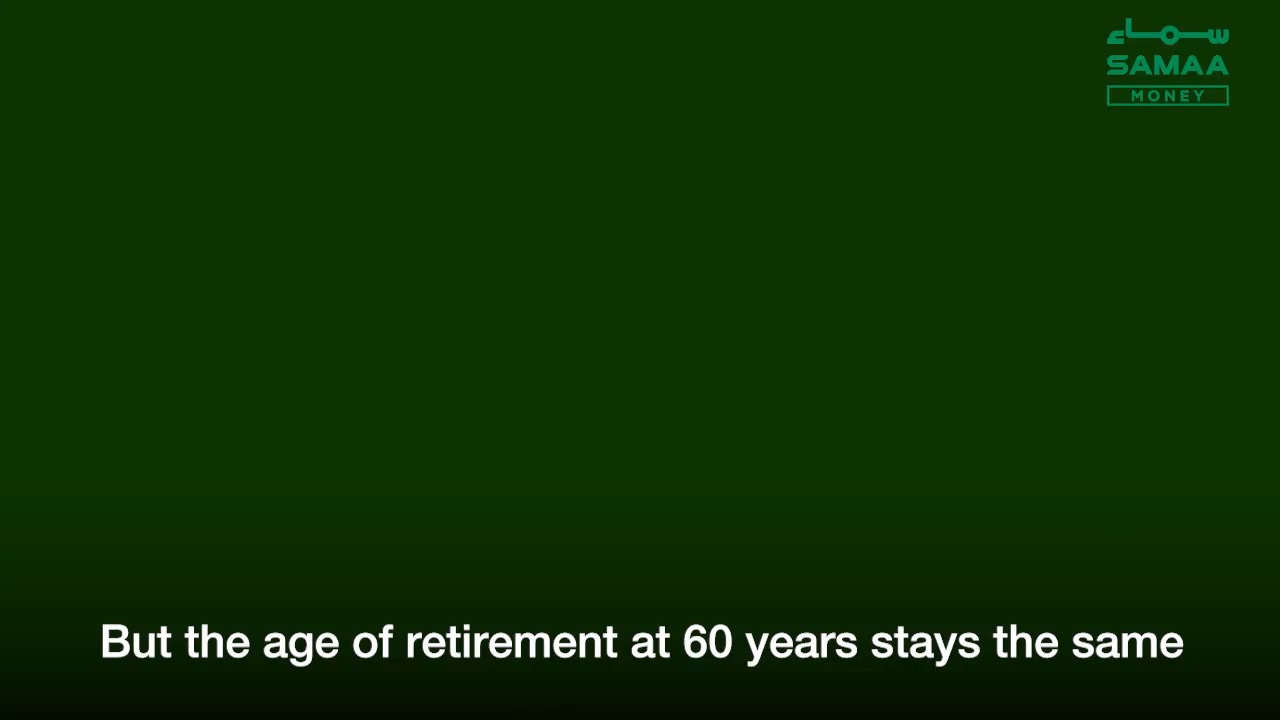 سماء
SAMAA
MONEY
But the age of retirement at 60 years stays the same